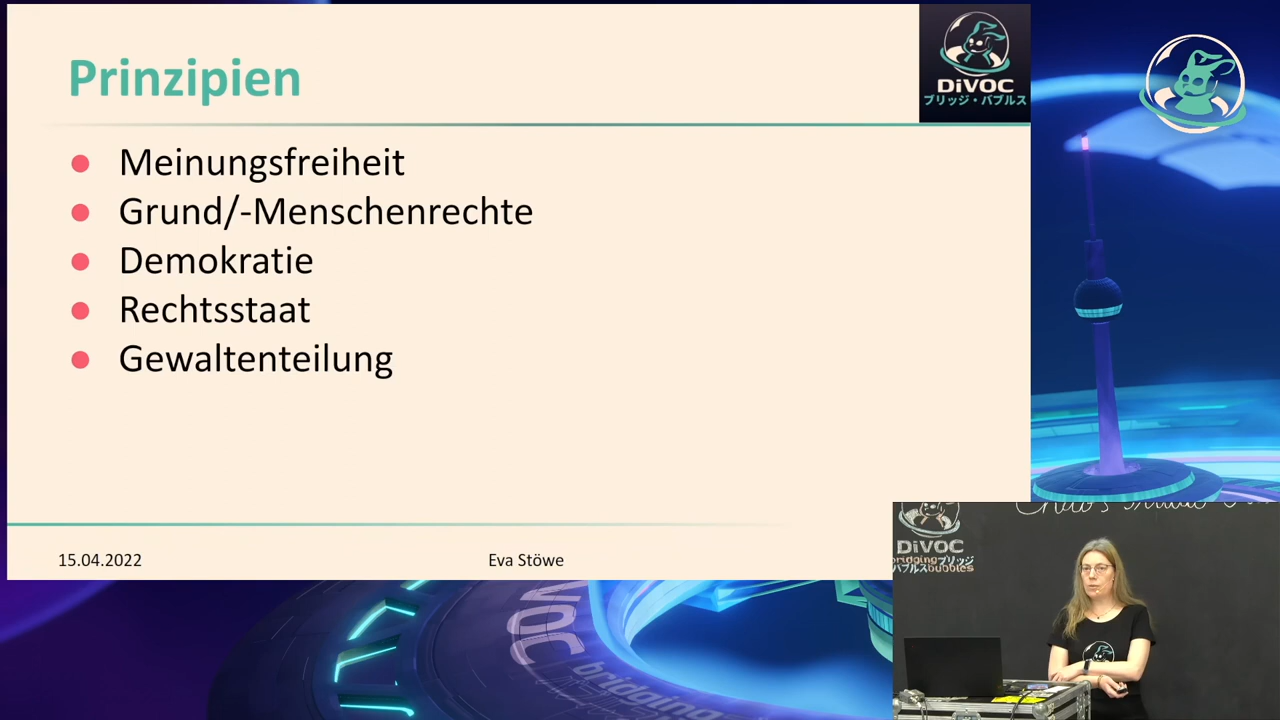 Prinzipien
DiVOC
ブリッジ・バブルス
Meinungsfreiheit
Grund/-Menschenrechte
Demokratie
Rechtsstaat
Gewaltenteilung
15.04.2022
Eva Stöwe
DiVOC
bridgingブリッジ
バブルスbubbles
VOC
bridging